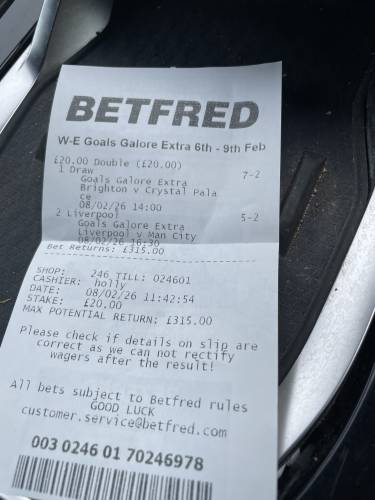 BETFRED
W-E Goals Galore Extra 6th - 9th Feb
£20.00 Double (£20.00)
1 Draw 7-2
Goals Galore Extra
Brighton v Crystal Pala
ce
08/02/26 14:00
2 Liverpool 5-2
Goals Galore Extra
Liverpool v Man City
08/02/26 16:30
Bet Returns: £315.00
SHOP: 246 TILL: 024601
CASHIER: holly
DATE: 08/02/26 11:42:54
STAKE: £20.00
MAX POTENTIAL RETURN: £315.00
Please check if details on slip are
correct as we can not rectify
wagers after the result!
All bets subject to Betfred rules
GOOD LUCK
customer.service@betfred.com
003 0246 01 70246978